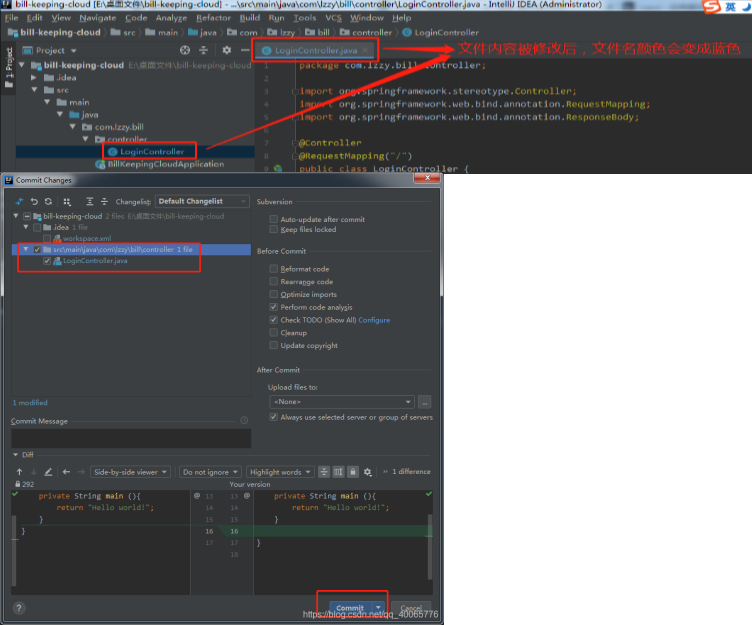 bill-keeping-cloud [E:\桌面文件\bill-keeping-cloud] - ...\src\main\java\com\lzzy\bill\controller\LoginController.java - IntelliJ IDEA (Administrator)
File Edit View Navigate Code Analyze Refactor Build Run Tools VCS Window Help
bill-keeping-cloud src main java com lzzy bill controller LoginController
1: Project
Project
LoginController.java
文件内容被修改后，文件名颜色会变成蓝色
英
bill-keeping-cloud E:\桌面文件\bill-keeping-cloud
.idea
src
main
java
com.lzzy.bill
controller
LoginController
BillKeepingCloudApplication
1 package com.lzzy.bill.controller;
2
3 import org.springframework.stereotype.Controller;
4 import org.springframework.web.bind.annotation.RequestMapping;
5 import org.springframework.web.bind.annotation.ResponseBody;
6
7 @Controller
8 @RequestMapping("/")
9 public class LoginController {
Commit Changes
Changelist: Default Changelist
bill-keeping-cloud 2 files E:\桌面文件\bill-keeping-cloud
.idea 1 file
workspace.xml
src\main\java\com\lzzy\bill\controller 1 file
LoginController.java
1 modified
Subversion
Auto-update after commit
Keep files locked
Before Commit
Reformat code
Rearrange code
Optimize imports
Perform code analysis
Check TODO (Show All) Configure
Cleanup
Update copyright
After Commit
Upload files to:
<None>
...
Always use selected server or group of servers
Commit Message
Diff
Side-by-side viewer Do not ignore Highlight words 1 difference
292 Your version
private String main (){ @ 13 13 @ private String main (){
return "Hello world!"; 14 14 return "Hello world!";
} 15 15 }
} 16 16
17 17 }
18
? Commit Cancel
https://blog.csdn.net/qq_40065776